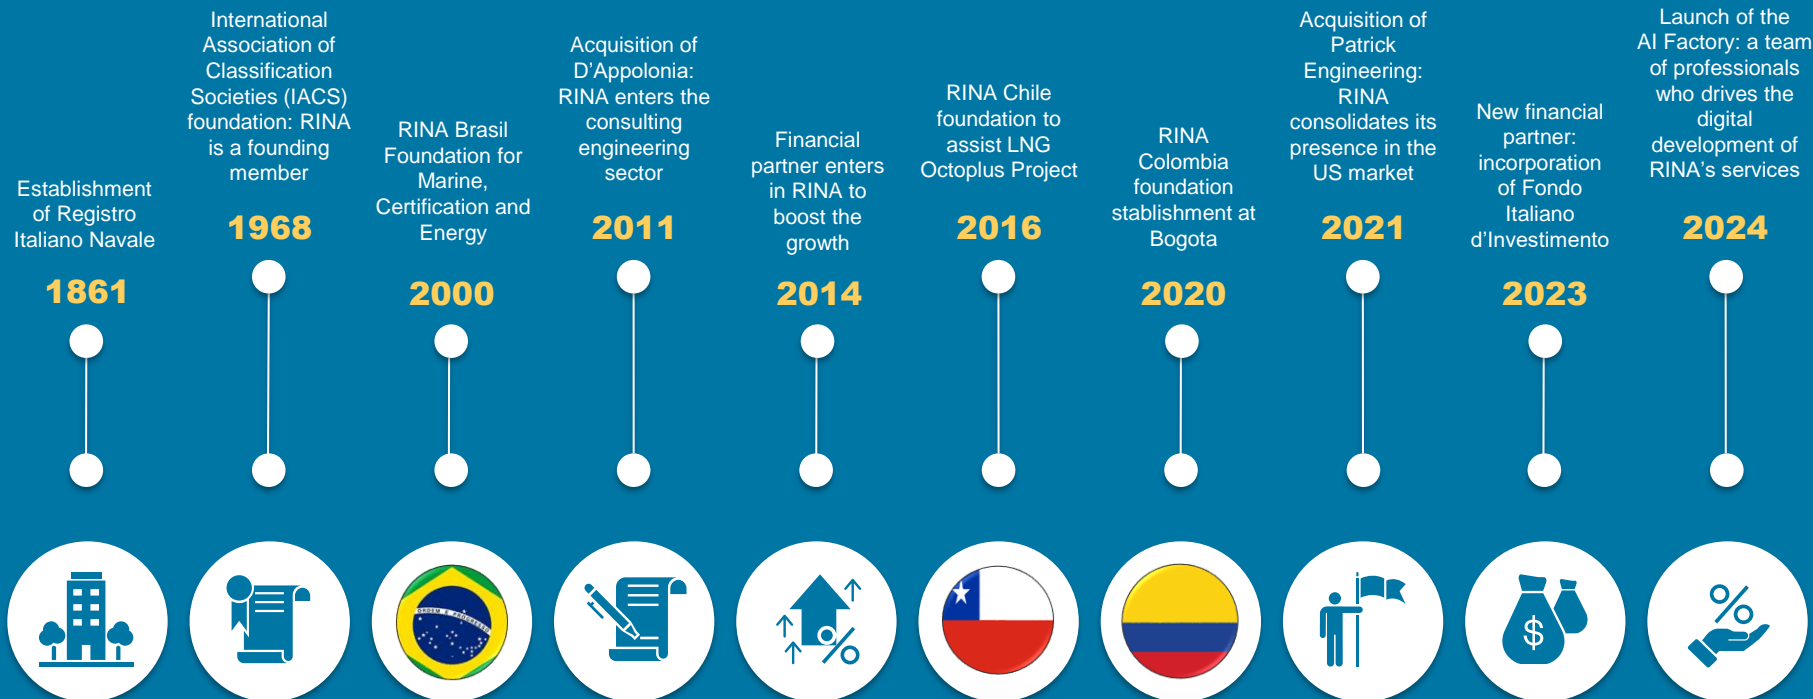 Establishment
of Registro
Italiano Navale
1861
International
Association of
Classification
Societies (IACS)
foundation: RINA
is a founding
member
1968
RINA Brasil
Foundation for
Marine,
Certification and
Energy
2000
Acquisition of
D’Appolonia:
RINA enters the
consulting
engineering
sector
2011
Financial
partner enters
in RINA to
boost the
growth
2014
RINA Chile
foundation to
assist LNG
Octoplus Project
2016
RINA
Colombia
foundation
stablishment at
Bogota
2020
Acquisition of
Patrick
Engineering:
RINA
consolidates its
presence in the
US market
2021
New financial
partner:
incorporation
of Fondo
Italiano
d’Investimento
2023
Launch of the
AI Factory: a team
of professionals
who drives the
digital
development of
RINA’s services
2024
ORDEM E PROGRESSO
%
$
%